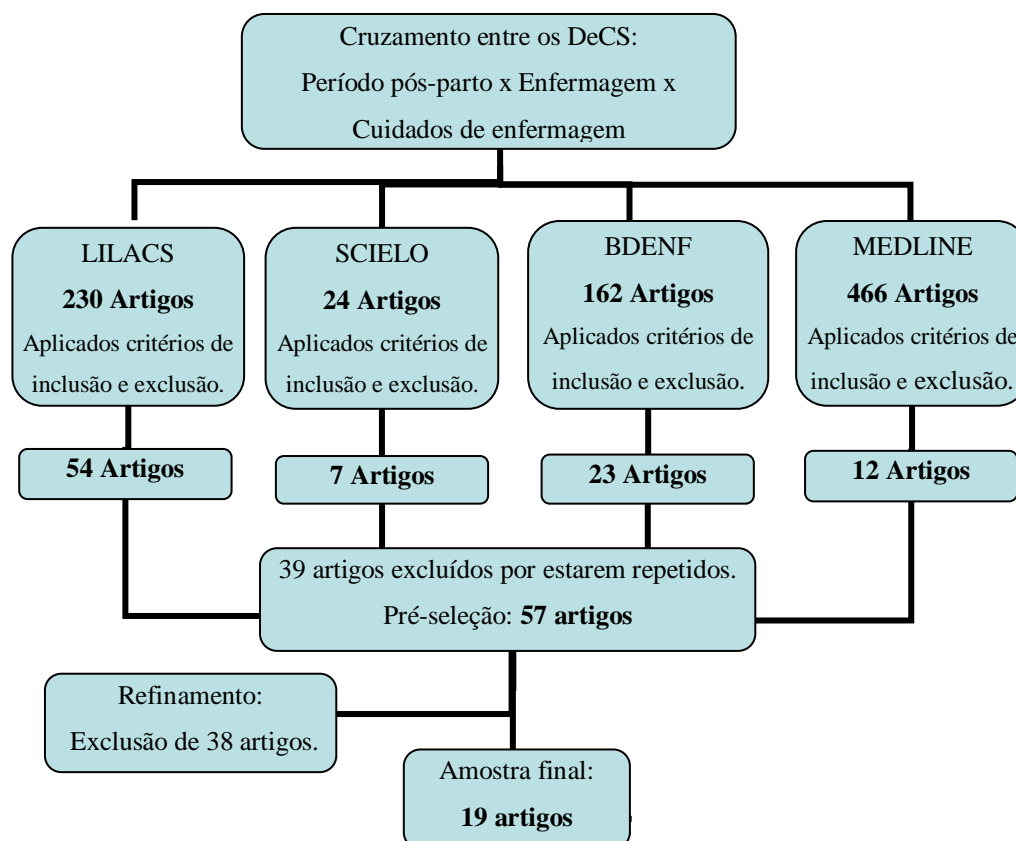 Cruzamento entre os DeCS:
Período pós-parto x Enfermagem x
Cuidados de enfermagem
LILACS
230 Artigos
Aplicados critérios de
inclusão e exclusão.
SCIELO
24 Artigos
Aplicados critérios de
inclusão e exclusão.
BDENF
162 Artigos
Aplicados critérios de
inclusão e exclusão.
MEDLINE
466 Artigos
Aplicados critérios de
inclusão e exclusão.
54 Artigos
7 Artigos
23 Artigos
12 Artigos
39 artigos excluídos por estarem repetidos.
Pré-seleção: 57 artigos
Refinamento:
Exclusão de 38 artigos.
Amostra final:
19 artigos